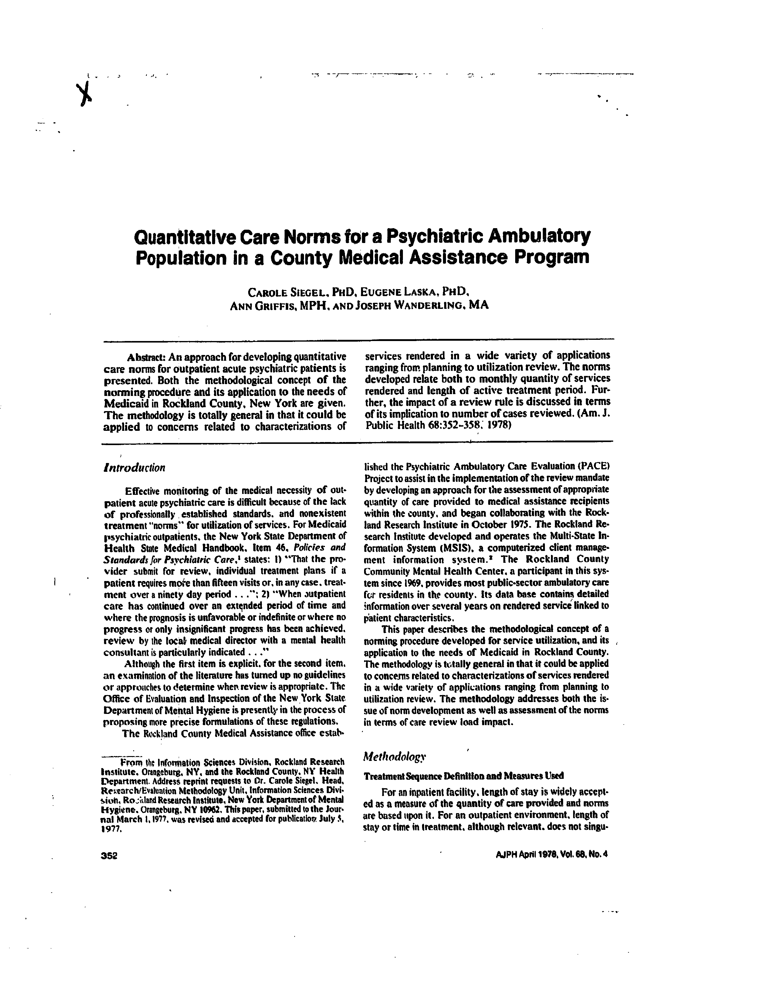 X
Quantitative Care Norms for a Psychiatric Ambulatory
Population in a County Medical Assistance Program
CAROLE SIEGEL, PHD, EUGENE LASKA, PHD,
ANN GRIFFIS, MPH, AND JOSEPH WANDERLING, MA
Abstract: An approach for developing quantitative
care norms for outpatient acute psychiatric patients is
presented. Both the methodological concept of the
norming procedure and its application to the needs of
Medicaid in Rockland County, New York are given.
The methodology is totally general in that it could be
applied to concerns related to characterizations of
services rendered in a wide variety of applications
ranging from planning to utilization review. The norms
developed relate both to monthly quantity of services
rendered and length of active treatment period. Fur-
ther, the impact of a review rule is discussed in terms
of its implication to number of cases reviewed. (Am. J.
Public Health 68:352-358, 1978)
Introduction
Effective monitoring of the medical necessity of out-
patient acute psychiatric care is difficult because of the lack
of professionally established standards, and nonexistent
treatment "norms" for utilization of services. For Medicaid
psychiatric outpatients, the New York State Department of
Health State Medical Handbook, Item 46, Policies and
Standards for Psychiatric Care,¹ states: 1) "That the pro-
vider submit for review, individual treatment plans if a
patient requires more than fifteen visits or, in any case, treat-
ment over a ninety day period . . ."; 2) "When outpatient
care has continued over an extended period of time and
where the prognosis is unfavorable or indefinite or where no
progress or only insignificant progress has been achieved,
review by the local medical director with a mental health
consultant is particularly indicated . . ."
Although the first item is explicit, for the second item,
an examination of the literature has turned up no guidelines
or approaches to determine when review is appropriate. The
Office of Evaluation and Inspection of the New York State
Department of Mental Hygiene is presently in the process of
proposing more precise formulations of these regulations.
The Rockland County Medical Assistance office estab-
From the Information Sciences Division, Rockland Research
Institute, Orangeburg, NY, and the Rockland County, NY Health
Department. Address reprint requests to Dr. Carole Siegel, Head,
Research/Evaluation Methodology Unit, Information Sciences Divi-
sion, Rockland Research Institute, New York Department of Mental
Hygiene, Orangeburg, NY 10962. This paper, submitted to the Jour-
nal March 1, 1977, was revised and accepted for publication July 5,
1977.
lished the Psychiatric Ambulatory Care Evaluation (PACE)
Project to assist in the implementation of the review mandate
by developing an approach for the assessment of appropriate
quantity of care provided to medical assistance recipients
within the county, and began collaborating with the Rock-
land Research Institute in October 1975. The Rockland Re-
search Institute developed and operates the Multi-State In-
formation System (MSIS), a computerized client manage-
ment information system.² The Rockland County
Community Mental Health Center, a participant in this sys-
tem since 1969, provides most public-sector ambulatory care
for residents in the county. Its data base contains detailed
information over several years on rendered service linked to
patient characteristics.
This paper describes the methodological concept of a
norming procedure developed for service utilization, and its
application to the needs of Medicaid in Rockland County.
The methodology is totally general in that it could be applied
to concerns related to characterizations of services rendered
in a wide variety of applications ranging from planning to
utilization review. The methodology addresses both the is-
sue of norm development as well as assessment of the norms
in terms of care review load impact.
Methodology
Treatment Sequence Definition and Measures Used
For an inpatient facility, length of stay is widely accept-
ed as a measure of the quantity of care provided and norms
are based upon it. For an outpatient environment, length of
stay or time in treatment, although relevant, does not singu-
352
AJPH April 1978, Vol. 68, No. 4